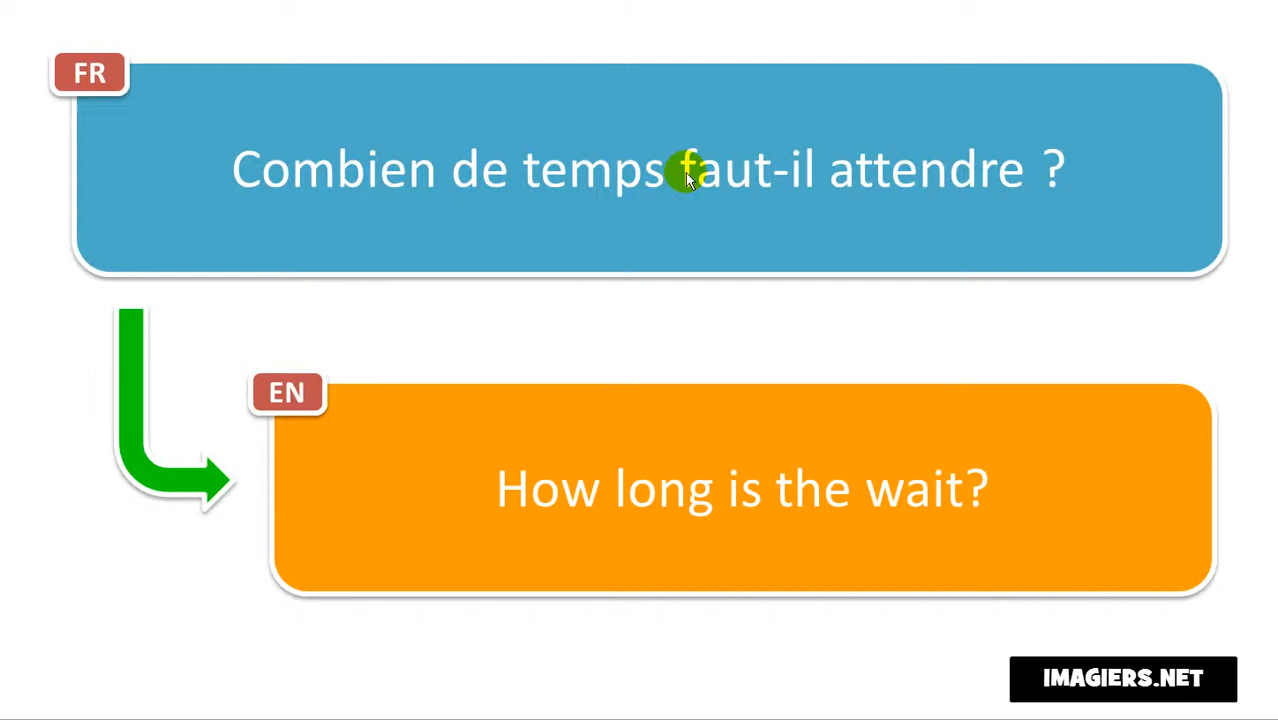 FR
Combien de temps faut-il attendre ?
EN
How long is the wait?
IMAGIERS.NET